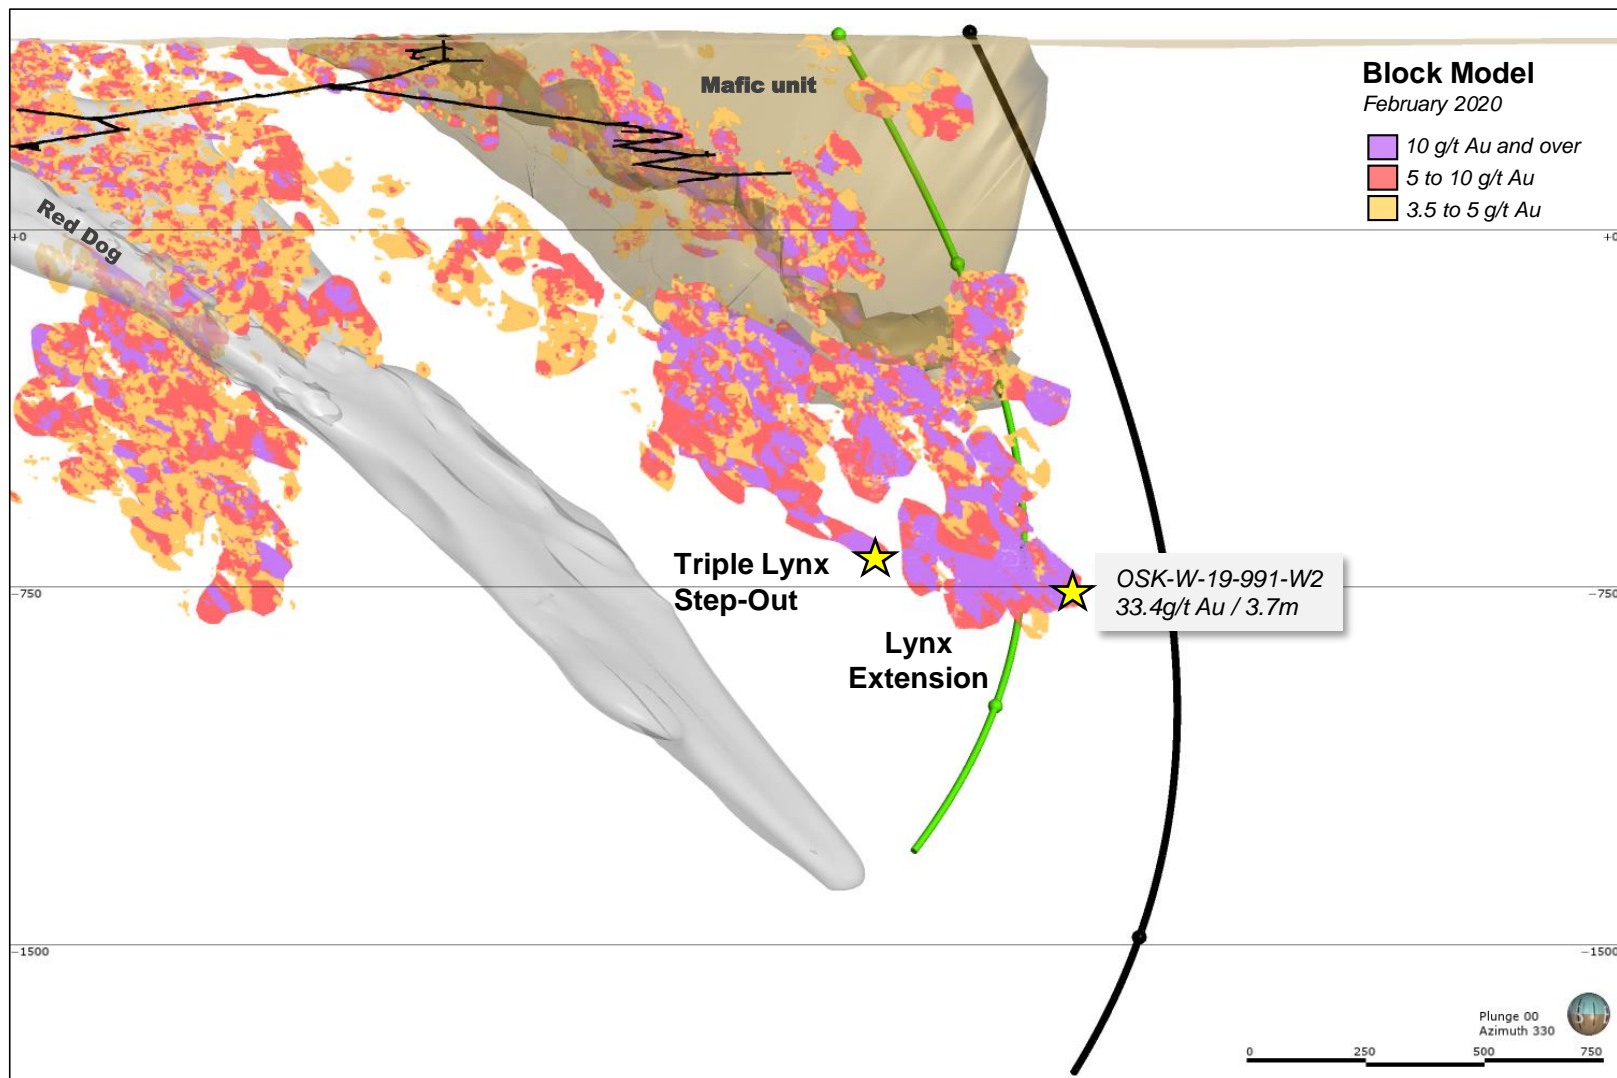 Block Model
February 2020
10 g/t Au and over
5 to 10 g/t Au
3.5 to 5 g/t Au
Mafic unit
Red Dog
+0
+0
Triple Lynx
Step-Out
OSK-W-19-991-W2
33.4g/t Au / 3.7m
-750
-750
Lynx
Extension
-1500
-1500
Plunge 00
Azimuth 330
0
250
500
750